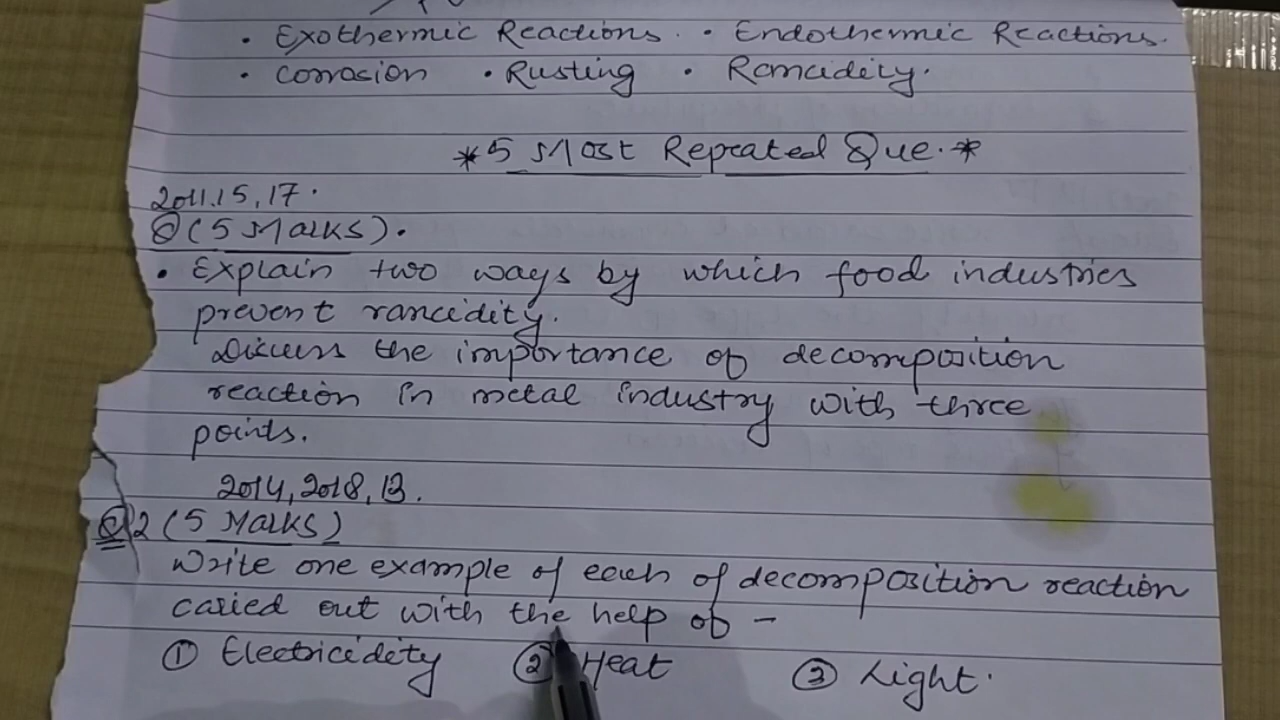 • Exothermic Reactions. • Endothermic Reactions.
• Corrosion • Rusting • Romcidity.
*5 Most Repeated Que.*
2011.15,17.
Q (5 Marks).
• Explain two ways by which food industries
prevent rancidity.
Discuss the importance of decomposition
reaction in metal industry with three
points.
2014, 2018, 13.
Q2 (5 Marks)
Write one example of each of decomposition reaction
caried out with the help of –
① Electricidety ② Heat ③ Light.